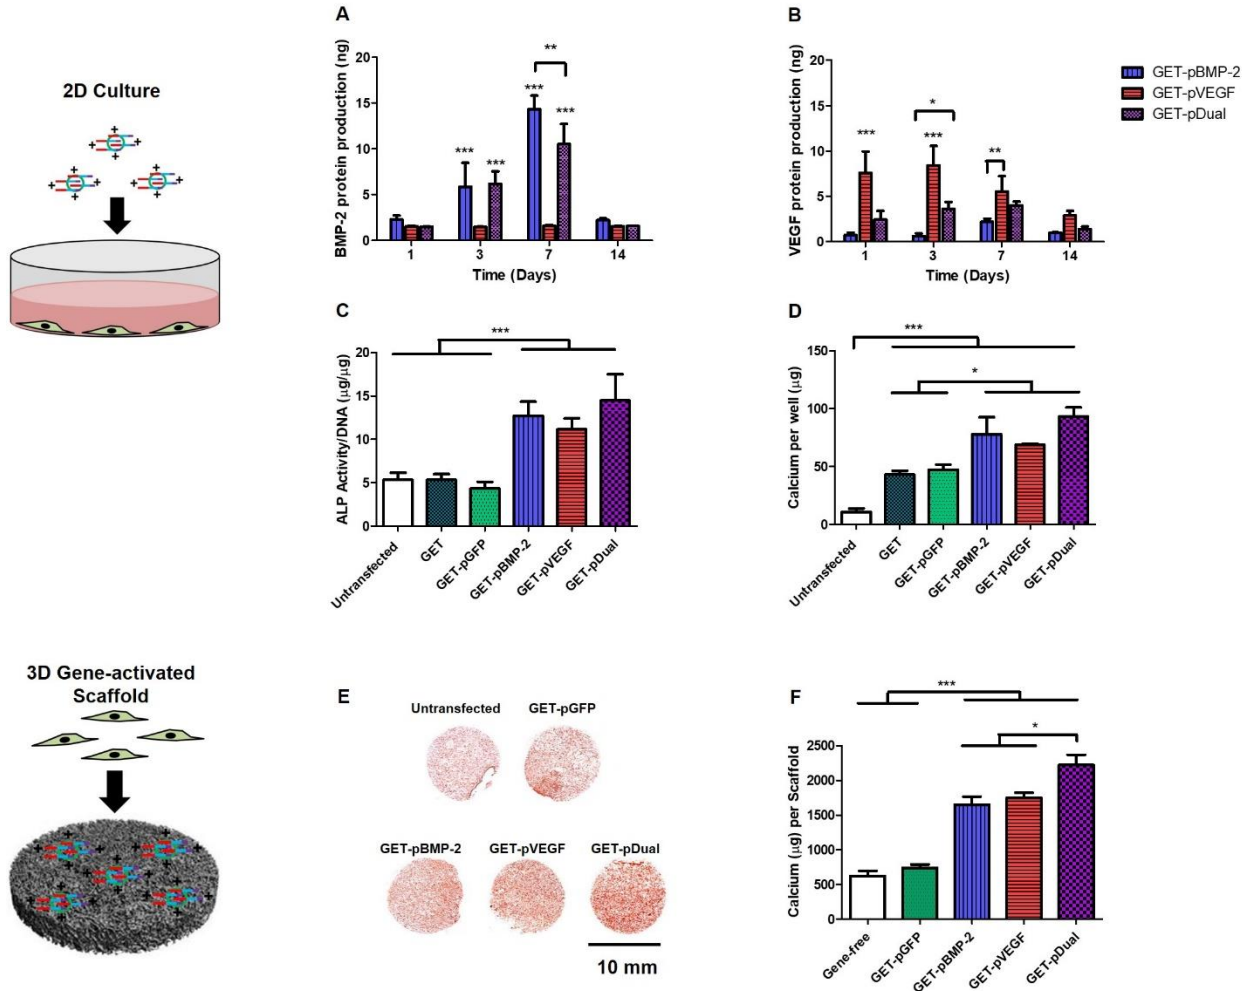 2D Culture
A
BMP-2 protein production (ng)
20
15
10
5
0
***
***
***
***
**
1
3
7
14
Time (Days)
B
VEGF protein production (ng)
20
15
10
5
0
***
*
***
**
1
3
7
14
Time (Days)
GET-pBMP-2
GET-pVEGF
GET-pDual
C
ALP Activity/DNA (µg/µg)
20
15
10
5
0
***
Untransfected
GET
GET-pGFP
GET-pBMP-2
GET-pVEGF
GET-pDual
D
Calcium per well (µg)
150
100
50
0
***
*
Untransfected
GET
GET-pGFP
GET-pBMP-2
GET-pVEGF
GET-pDual
3D Gene-activated
Scaffold
E
Untransfected GET-pGFP
GET-pBMP-2 GET-pVEGF GET-pDual
10 mm
F
Calcium (µg) per Scaffold
2500
2000
1500
1000
500
0
***
*
Gene-free
GET-pGFP
GET-pBMP-2
GET-pVEGF
GET-pDual